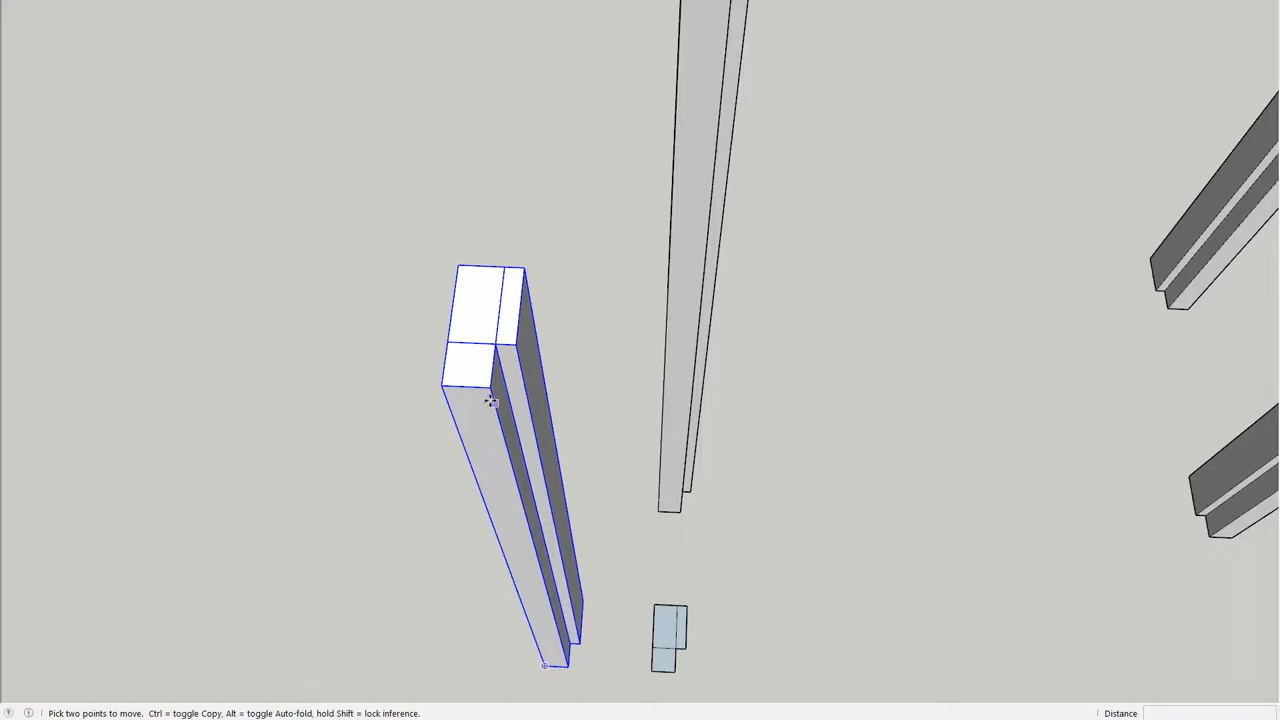 Pick two points to move. Ctrl = toggle Copy, Alt = toggle Auto-fold, hold Shift = lock inference. Distance